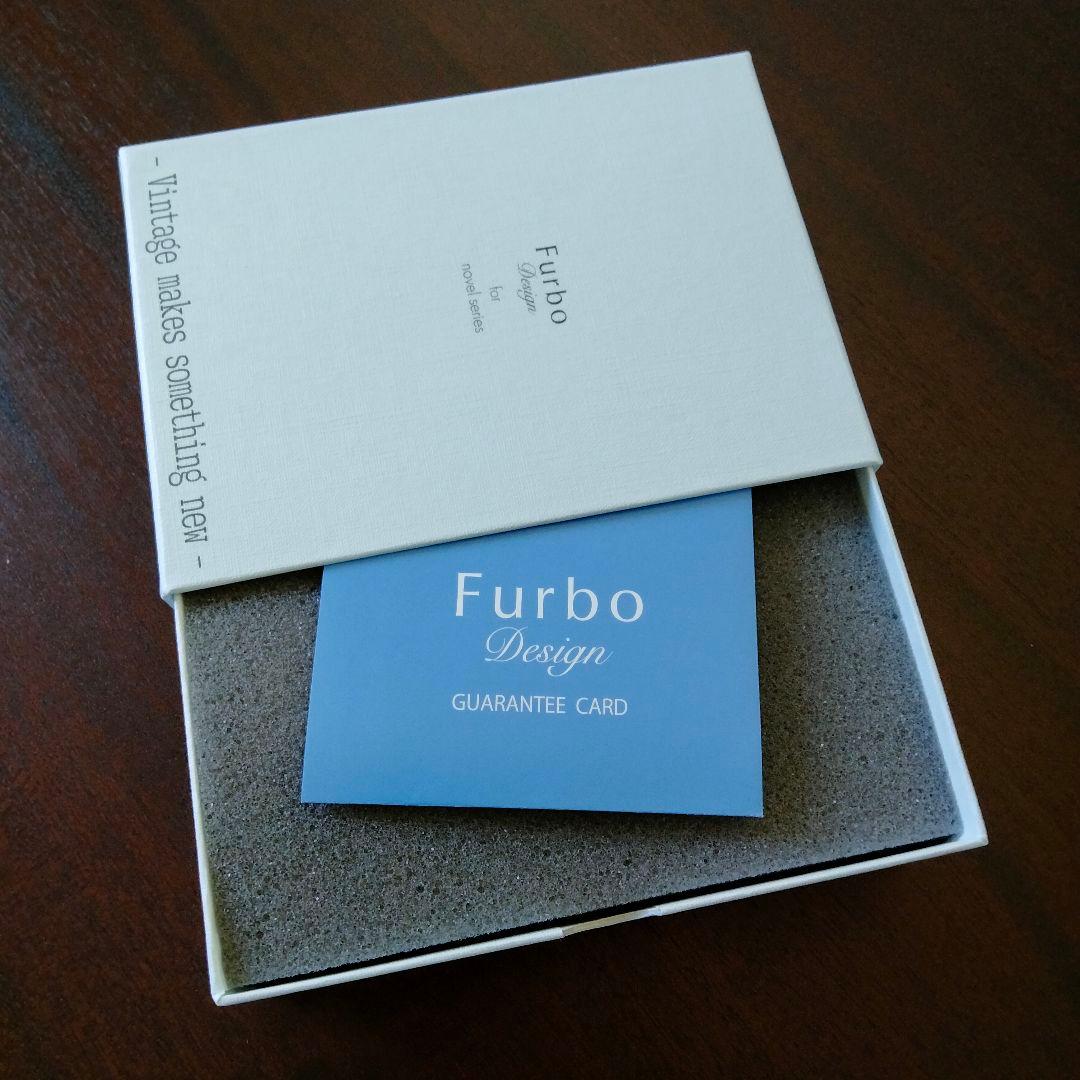 - Vintage makes something new -
Furbo
Design
for
novel series
Furbo
Design
GUARANTEE CARD